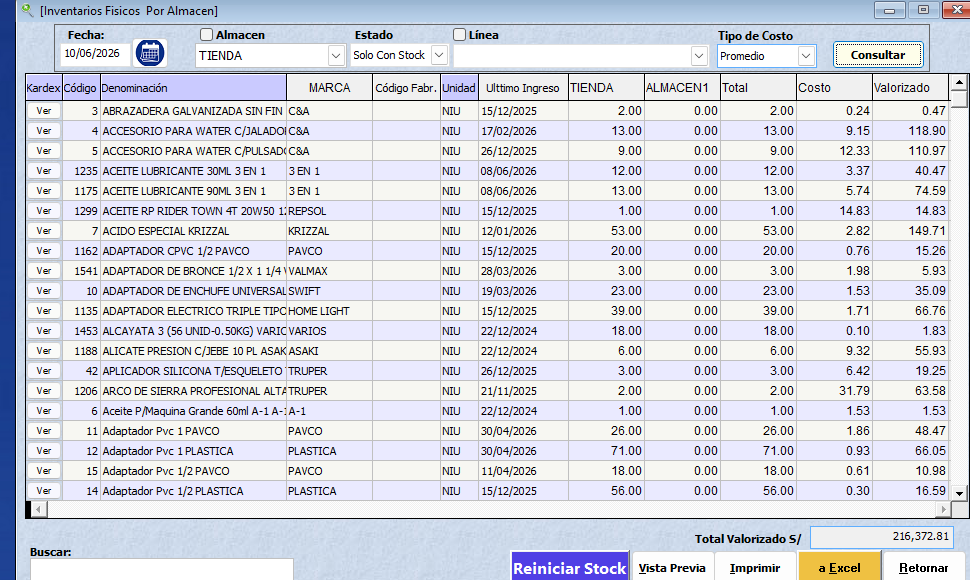 [Inventarios Fisicos Por Almacen]
Fecha: Almacen Estado Línea Tipo de Costo
10/06/2026 TIENDA Solo Con Stock Promedio Consultar
Kardex Código Denominación MARCA Código Fabr. Unidad Ulltimo Ingreso TIENDA ALMACEN1 Total Costo Valorizado
Ver 3 ABRAZADERA GALVANIZADA SIN FIN C&A NIU 15/12/2025 2.00 0.00 2.00 0.24 0.47
Ver 4 ACCESORIO PARA WATER C/JALADO C&A NIU 17/02/2026 13.00 0.00 13.00 9.15 118.90
Ver 5 ACCESORIO PARA WATER C/PULSADO C&A NIU 26/12/2025 9.00 0.00 9.00 12.33 110.97
Ver 1235 ACEITE LUBRICANTE 30ML 3 EN 1 3 EN 1 NIU 08/06/2026 12.00 0.00 12.00 3.37 40.47
Ver 1175 ACEITE LUBRICANTE 90ML 3 EN 1 3 EN 1 NIU 08/06/2026 13.00 0.00 13.00 5.74 74.59
Ver 1299 ACEITE RP RIDER TOWN 4T 20W50 1 REPSOL NIU 15/12/2025 1.00 0.00 1.00 14.83 14.83
Ver 7 ACIDO ESPECIAL KRIZZAL KRIZZAL NIU 12/01/2026 53.00 0.00 53.00 2.82 149.71
Ver 1162 ADAPTADOR CPVC 1/2 PAVCO PAVCO NIU 15/12/2025 20.00 0.00 20.00 0.76 15.26
Ver 1541 ADAPTADOR DE BRONCE 1/2 X 1 1/4 VALMAX NIU 28/03/2026 3.00 0.00 3.00 1.98 5.93
Ver 10 ADAPTADOR DE ENCHUFE UNIVERSAL SWIFT NIU 19/03/2026 23.00 0.00 23.00 1.53 35.09
Ver 1135 ADAPTADOR ELECTRICO TRIPLE TIPO HOME LIGHT NIU 15/12/2025 39.00 0.00 39.00 1.71 66.76
Ver 1453 ALCAYATA 3 (56 UNID-0.50KG) VARIO VARIOS NIU 22/12/2024 18.00 0.00 18.00 0.10 1.83
Ver 1188 ALICATE PRESION C/JEBE 10 PL ASAK ASAKI NIU 22/12/2024 6.00 0.00 6.00 9.32 55.93
Ver 42 APLICADOR SILICONA T/ESQUELETO TRUPER NIU 26/12/2025 3.00 0.00 3.00 6.42 19.25
Ver 1206 ARCO DE SIERRA PROFESIONAL ALTA TRUPER NIU 21/11/2025 2.00 0.00 2.00 31.79 63.58
Ver 6 Aceite P/Maquina Grande 60ml A-1 A- A-1 NIU 22/12/2024 1.00 0.00 1.00 1.53 1.53
Ver 11 Adaptador Pvc 1 PAVCO PAVCO NIU 30/04/2026 26.00 0.00 26.00 1.86 48.47
Ver 12 Adaptador Pvc 1 PLASTICA PLASTICA NIU 30/04/2026 71.00 0.00 71.00 0.93 66.05
Ver 15 Adaptador Pvc 1/2 PAVCO PAVCO NIU 11/04/2026 18.00 0.00 18.00 0.61 10.98
Ver 14 Adaptador Pvc 1/2 PLASTICA PLASTICA NIU 15/12/2025 56.00 0.00 56.00 0.30 16.59
Total Valorizado S/ 216,372.81
Buscar:
Reiniciar Stock Vista Previa Imprimir a Excel Retornar